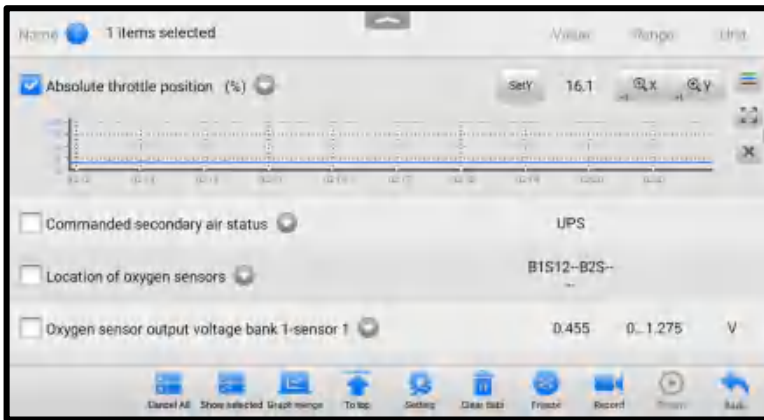 Name 1 items selected Value Range Unit
Absolute throttle position (%) SetY 16.1 X Y
Commanded secondary air status UPS
Location of oxygen sensors B1S12--B2S--
--
Oxygen sensor output voltage bank 1-sensor 1 0.455 0...1.275 V
Cancel All Show selected Graph merge To top Setting Clear Data Freeze Record Back